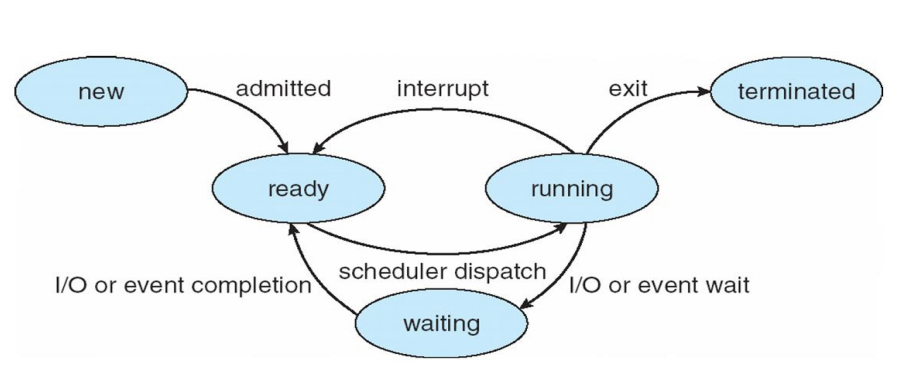 new
admitted
interrupt
exit
terminated
ready
running
I/O or event completion
scheduler dispatch
I/O or event wait
waiting